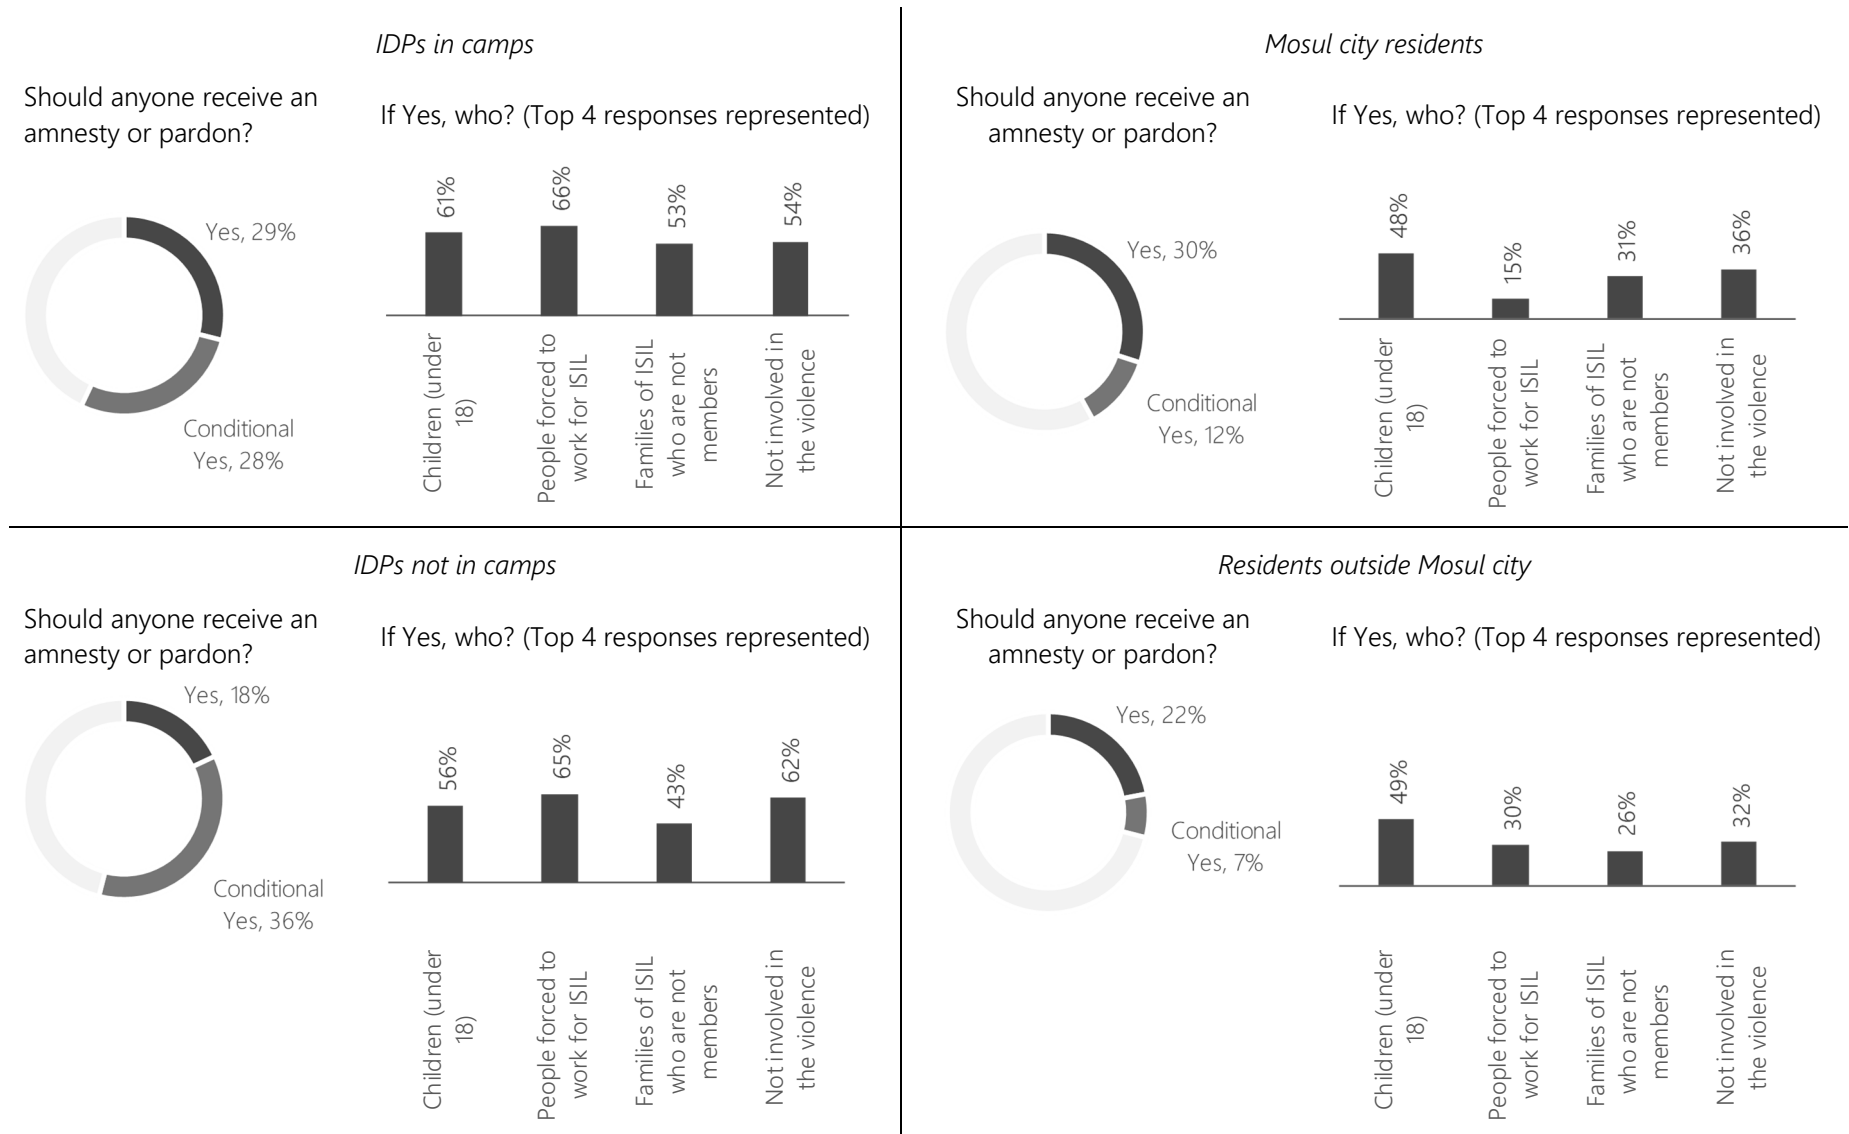 IDPs in camps
Should anyone receive an
amnesty or pardon?
If Yes, who? (Top 4 responses represented)
Yes, 29%
Conditional
Yes, 28%
61%
66%
53%
54%
Children (under
18)
People forced to
work for ISIL
Families of ISIL
who are not
members
Not involved in
the violence
Mosul city residents
Should anyone receive an
amnesty or pardon?
If Yes, who? (Top 4 responses represented)
Yes, 30%
Conditional
Yes, 12%
48%
15%
31%
36%
Children (under
18)
People forced to
work for ISIL
Families of ISIL
who are not
members
Not involved in
the violence
IDPs not in camps
Should anyone receive an
amnesty or pardon?
If Yes, who? (Top 4 responses represented)
Yes, 18%
Conditional
Yes, 36%
56%
65%
43%
62%
Children (under
18)
People forced to
work for ISIL
Families of ISIL
who are not
members
Not involved in
the violence
Residents outside Mosul city
Should anyone receive an
amnesty or pardon?
If Yes, who? (Top 4 responses represented)
Yes, 22%
Conditional
Yes, 7%
49%
30%
26%
32%
Children (under
18)
People forced to
work for ISIL
Families of ISIL
who are not
members
Not involved in
the violence